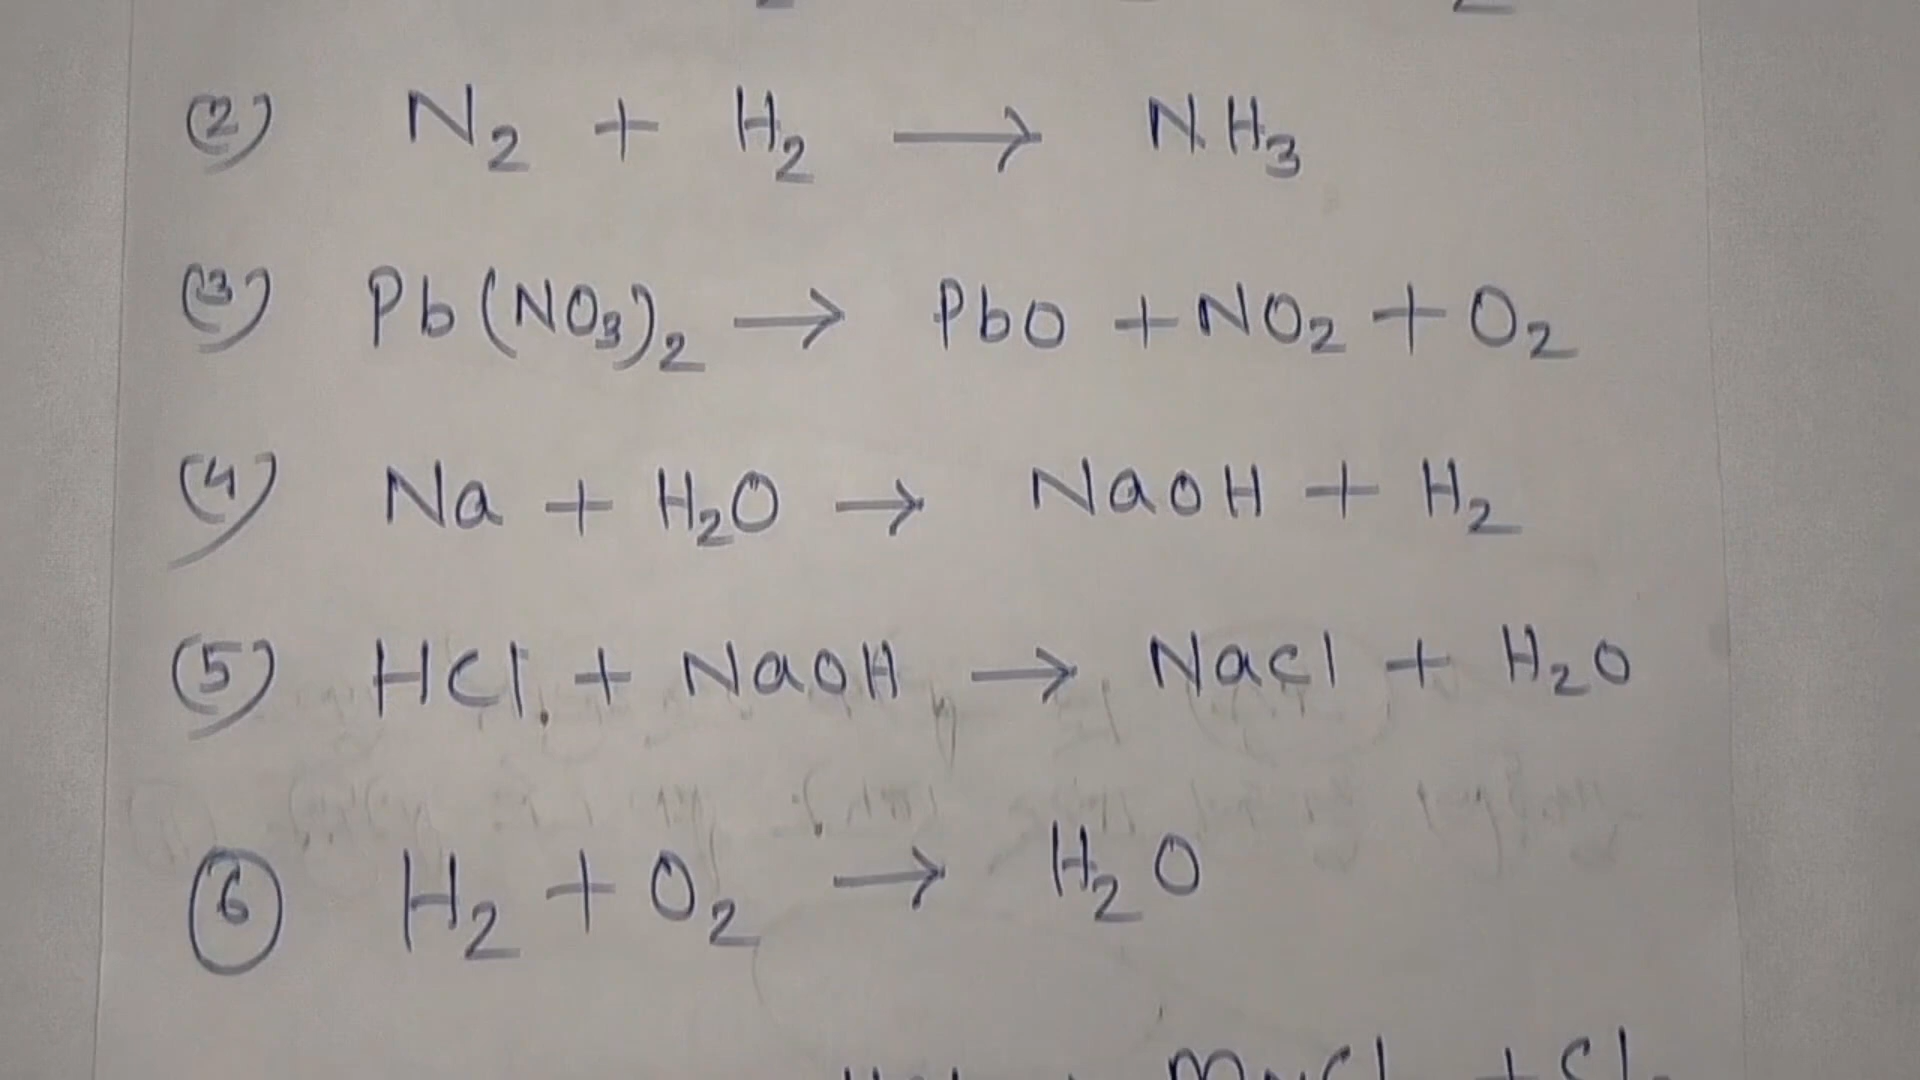 (2) N₂ + H₂ → NH₃
(3) Pb(NO₃)₂ → PbO + NO₂ + O₂
(4) Na + H₂O → NaOH + H₂
(5) HCl + NaOH → NaCl + H₂O
⑥ H₂ + O₂ → H₂O